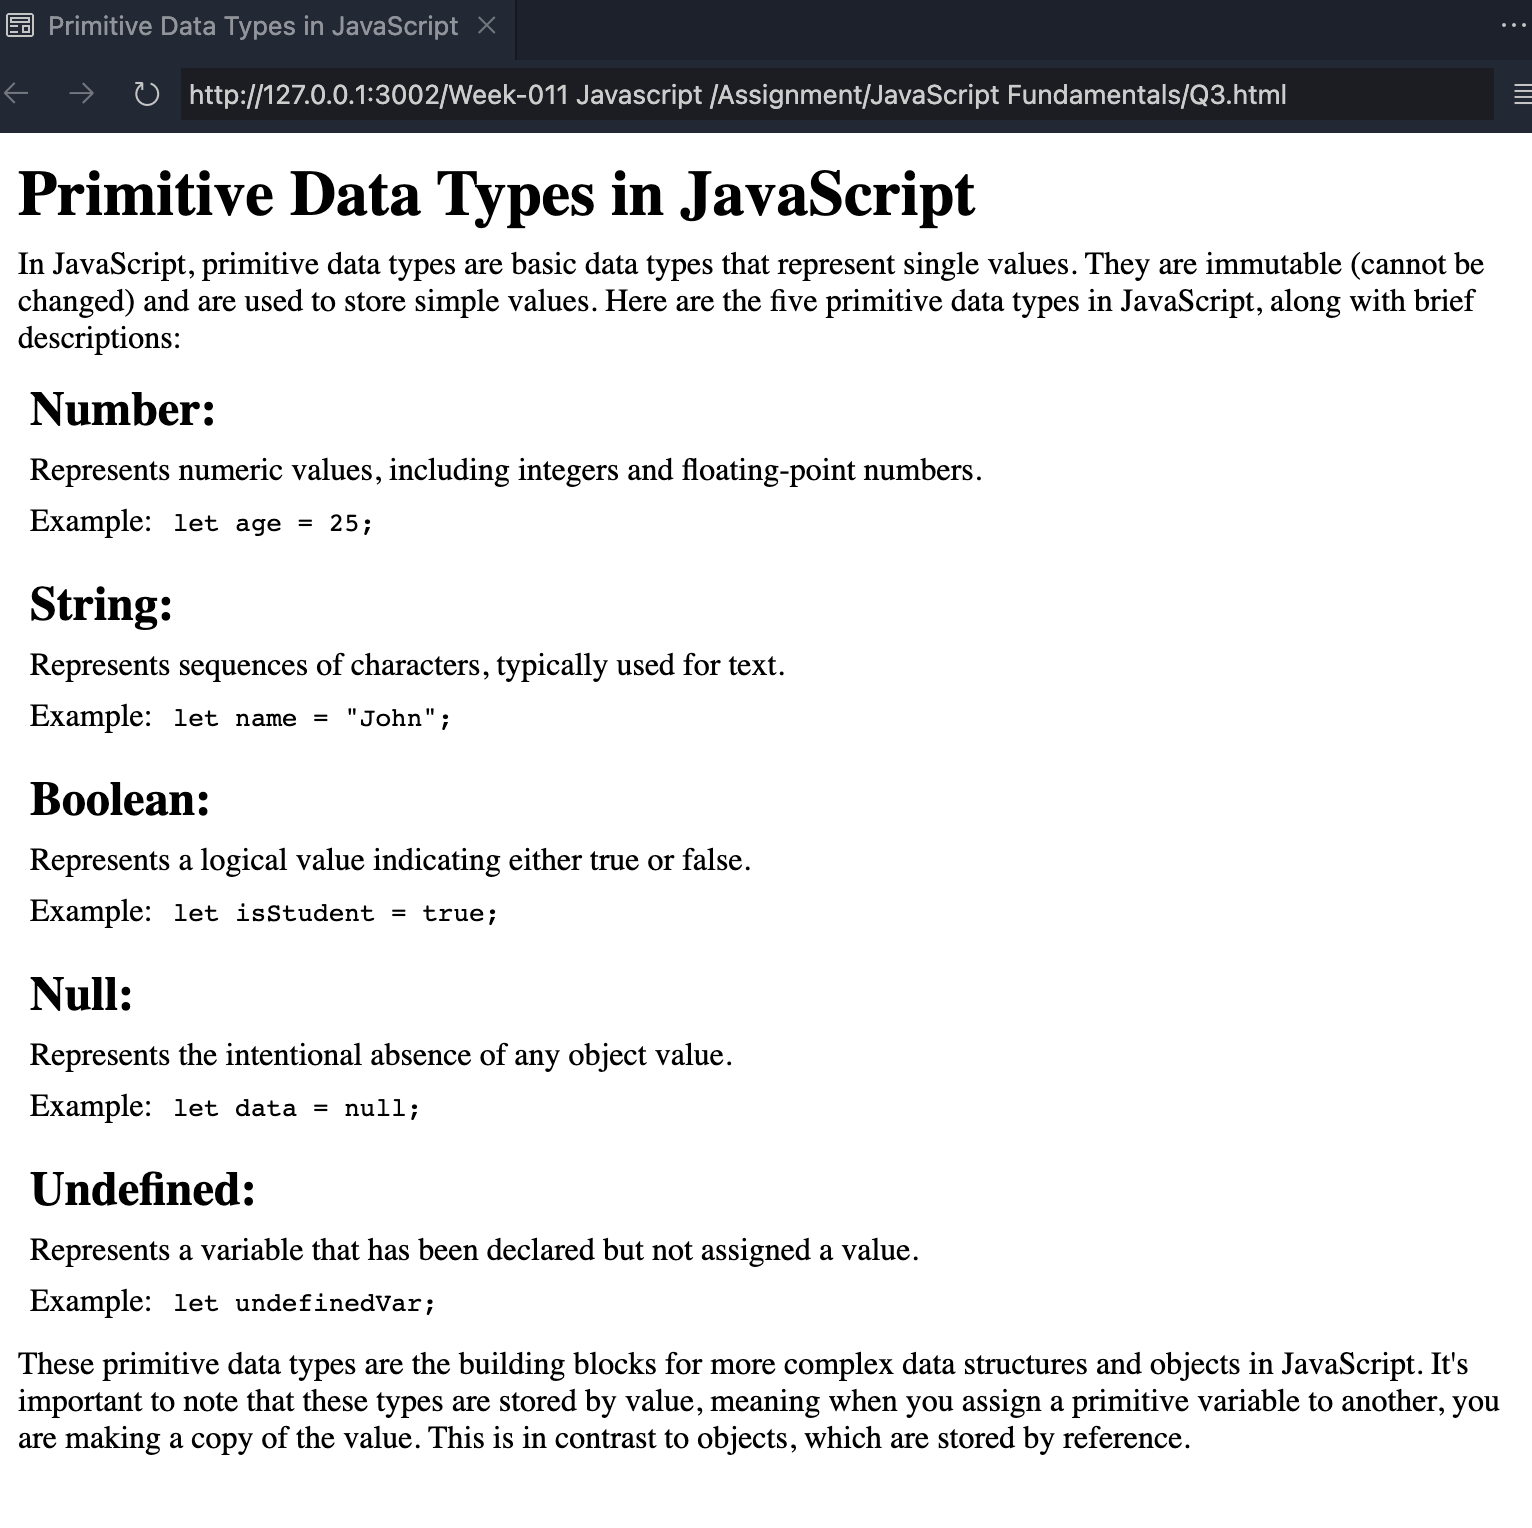 Primitive Data Types in JavaScript
http://127.0.0.1:3002/Week-011 Javascript /Assignment/JavaScript Fundamentals/Q3.html
Primitive Data Types in JavaScript
In JavaScript, primitive data types are basic data types that represent single values. They are immutable (cannot be
changed) and are used to store simple values. Here are the five primitive data types in JavaScript, along with brief
descriptions:
Number:
Represents numeric values, including integers and floating-point numbers.
Example: let age = 25;
String:
Represents sequences of characters, typically used for text.
Example: let name = "John";
Boolean:
Represents a logical value indicating either true or false.
Example: let isStudent = true;
Null:
Represents the intentional absence of any object value.
Example: let data = null;
Undefined:
Represents a variable that has been declared but not assigned a value.
Example: let undefinedVar;
These primitive data types are the building blocks for more complex data structures and objects in JavaScript. It's
important to note that these types are stored by value, meaning when you assign a primitive variable to another, you
are making a copy of the value. This is in contrast to objects, which are stored by reference.